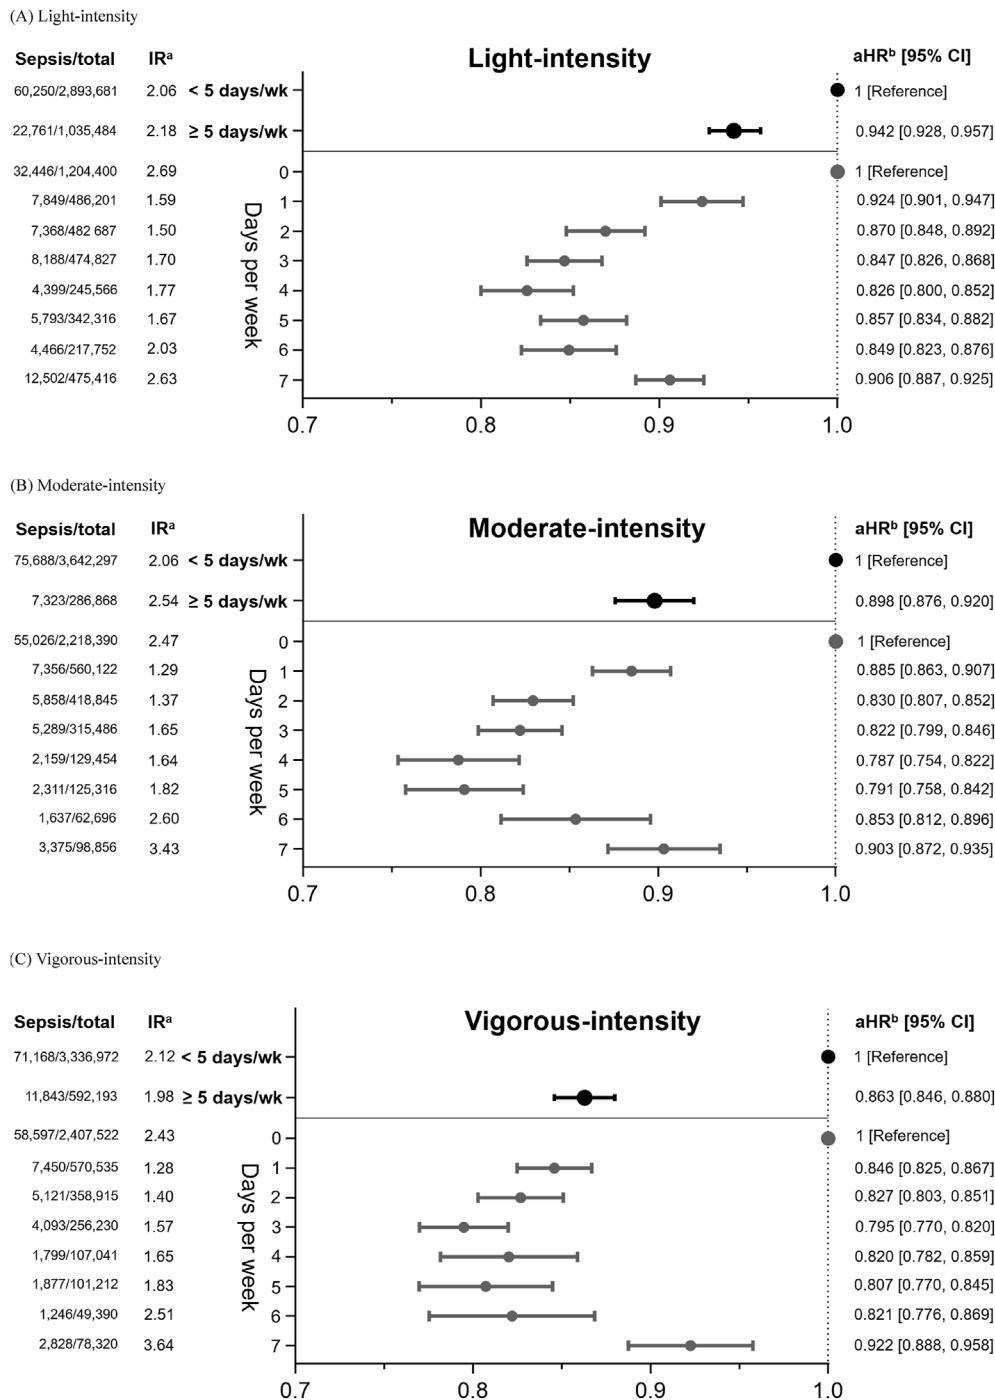 (A) Light-intensity
Sepsis/total IRᵃ Light-intensity aHRᵇ [95% CI]
60,250/2,893,681 2.06 < 5 days/wk 1 [Reference]
22,761/1,035,484 2.18 ≥ 5 days/wk 0.942 [0.928, 0.957]
32,446/1,204,400 2.69 0 1 [Reference]
7,849/486,201 1.59 1 0.924 [0.901, 0.947]
7,368/482 687 1.50 2 0.870 [0.848, 0.892]
8,188/474,827 1.70 3 0.847 [0.826, 0.868]
4,399/245,566 1.77 4 0.826 [0.800, 0.852]
5,793/342,316 1.67 5 0.857 [0.834, 0.882]
4,466/217,752 2.03 6 0.849 [0.823, 0.876]
12,502/475,416 2.63 7 0.906 [0.887, 0.925]
Days per week
0.7 0.8 0.9 1.0
(B) Moderate-intensity
Sepsis/total IRᵃ Moderate-intensity aHRᵇ [95% CI]
75,688/3,642,297 2.06 < 5 days/wk 1 [Reference]
7,323/286,868 2.54 ≥ 5 days/wk 0.898 [0.876, 0.920]
55,026/2,218,390 2.47 0 1 [Reference]
7,356/560,122 1.29 1 0.885 [0.863, 0.907]
5,858/418,845 1.37 2 0.830 [0.807, 0.852]
5,289/315,486 1.65 3 0.822 [0.799, 0.846]
2,159/129,454 1.64 4 0.787 [0.754, 0.822]
2,311/125,316 1.82 5 0.791 [0.758, 0.842]
1,637/62,696 2.60 6 0.853 [0.812, 0.896]
3,375/98,856 3.43 7 0.903 [0.872, 0.935]
Days per week
0.7 0.8 0.9 1.0
(C) Vigorous-intensity
Sepsis/total IRᵃ Vigorous-intensity aHRᵇ [95% CI]
71,168/3,336,972 2.12 < 5 days/wk 1 [Reference]
11,843/592,193 1.98 ≥ 5 days/wk 0.863 [0.846, 0.880]
58,597/2,407,522 2.43 0 1 [Reference]
7,450/570,535 1.28 1 0.846 [0.825, 0.867]
5,121/358,915 1.40 2 0.827 [0.803, 0.851]
4,093/256,230 1.57 3 0.795 [0.770, 0.820]
1,799/107,041 1.65 4 0.820 [0.782, 0.859]
1,877/101,212 1.83 5 0.807 [0.770, 0.845]
1,246/49,390 2.51 6 0.821 [0.776, 0.869]
2,828/78,320 3.64 7 0.922 [0.888, 0.958]
Days per week
0.7 0.8 0.9 1.0